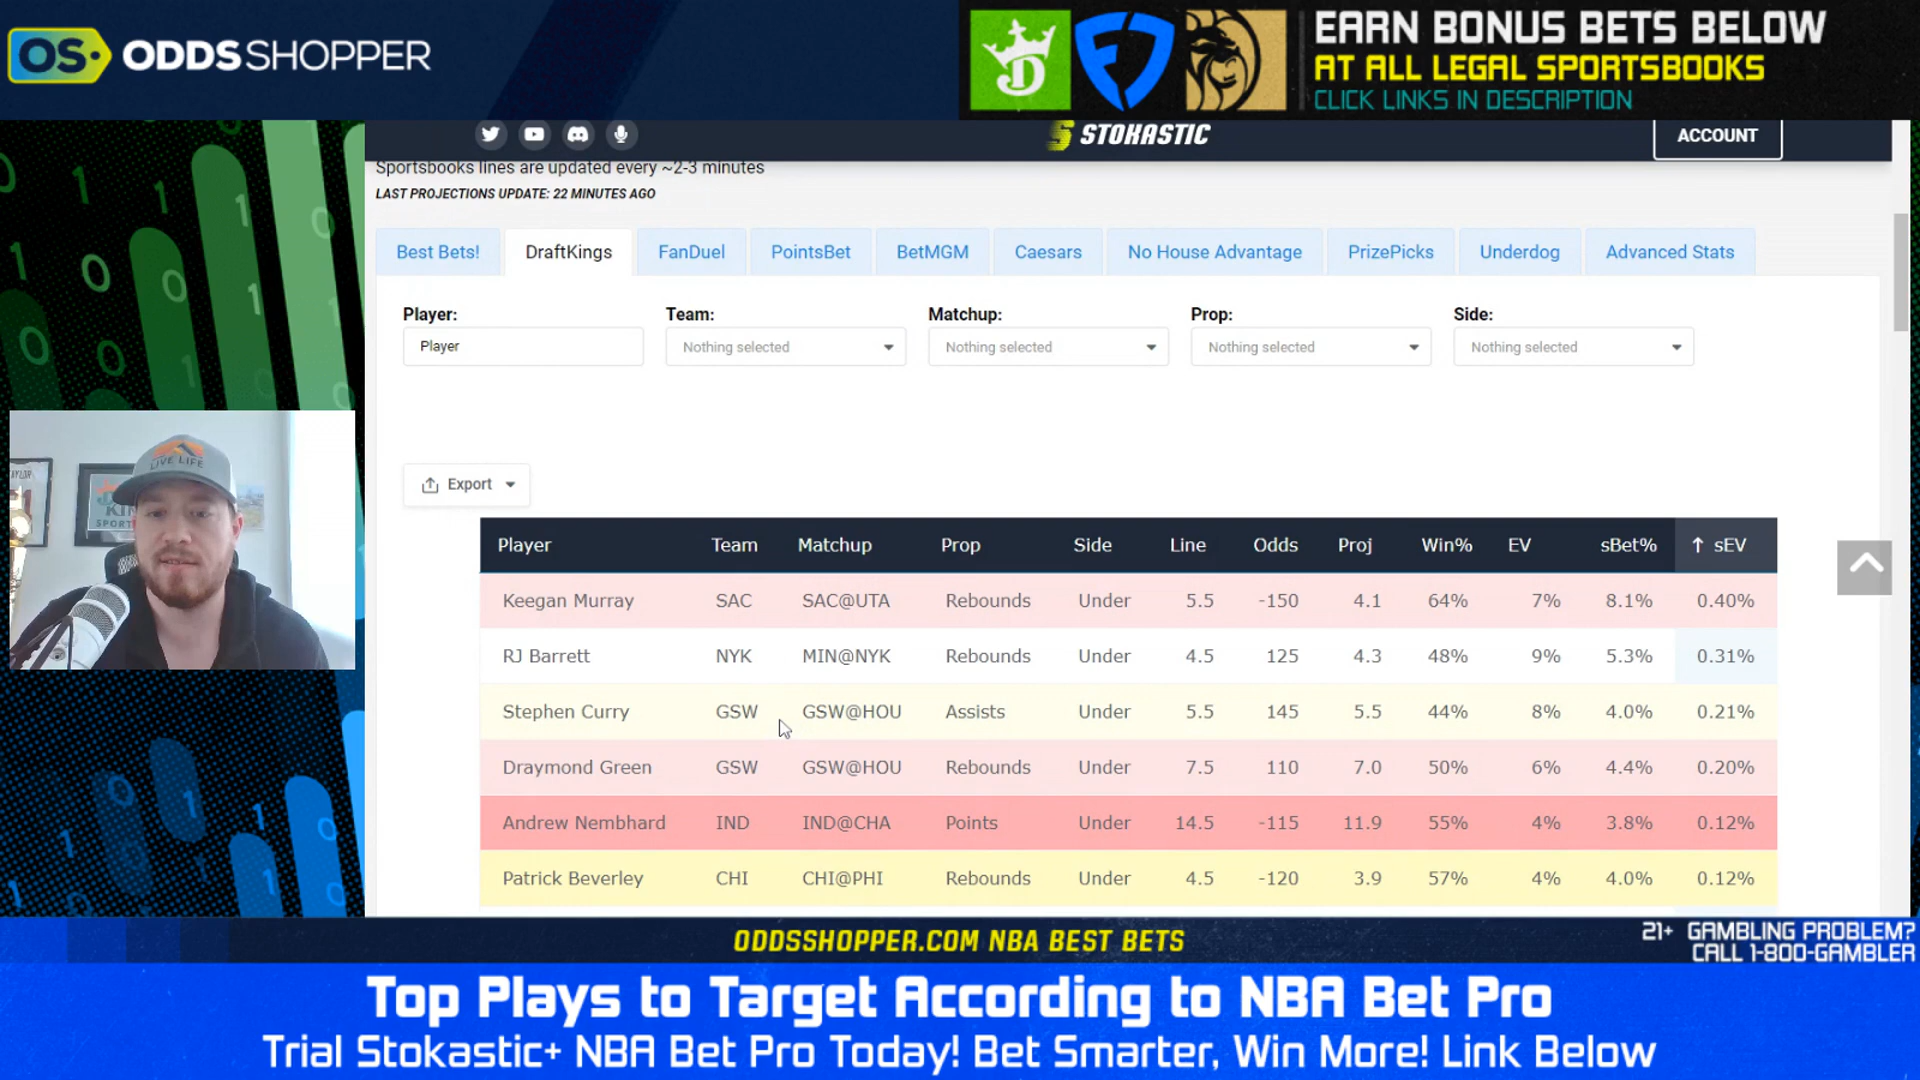 OS. ODDSSHOPPER
EARN BONUS BETS BELOW
AT ALL LEGAL SPORTSBOOKS
CLICK LINKS IN DESCRIPTION
STOKASTIC
ACCOUNT
Sportsbooks lines are updated every ~2-3 minutes
LAST PROJECTIONS UPDATE: 22 MINUTES AGO
Best Bets! DraftKings FanDuel PointsBet BetMGM Caesars No House Advantage PrizePicks Underdog Advanced Stats
Player: Team: Matchup: Prop: Side:
Player Nothing selected Nothing selected Nothing selected Nothing selected
Export
Player Team Matchup Prop Side Line Odds Proj Win% EV sBet% ↑ sEV
Keegan Murray SAC SAC@UTA Rebounds Under 5.5 -150 4.1 64% 7% 8.1% 0.40%
RJ Barrett NYK MIN@NYK Rebounds Under 4.5 125 4.3 48% 9% 5.3% 0.31%
Stephen Curry GSW GSW@HOU Assists Under 5.5 145 5.5 44% 8% 4.0% 0.21%
Draymond Green GSW GSW@HOU Rebounds Under 7.5 110 7.0 50% 6% 4.4% 0.20%
Andrew Nembhard IND IND@CHA Points Under 14.5 -115 11.9 55% 4% 3.8% 0.12%
Patrick Beverley CHI CHI@PHI Rebounds Under 4.5 -120 3.9 57% 4% 4.0% 0.12%
LIVE LIFE
ODDSSHOPPER.COM NBA BEST BETS
21+ GAMBLING PROBLEM?
CALL 1-800-GAMBLER
Top Plays to Target According to NBA Bet Pro
Trial Stokastic+ NBA Bet Pro Today! Bet Smarter, Win More! Link Below